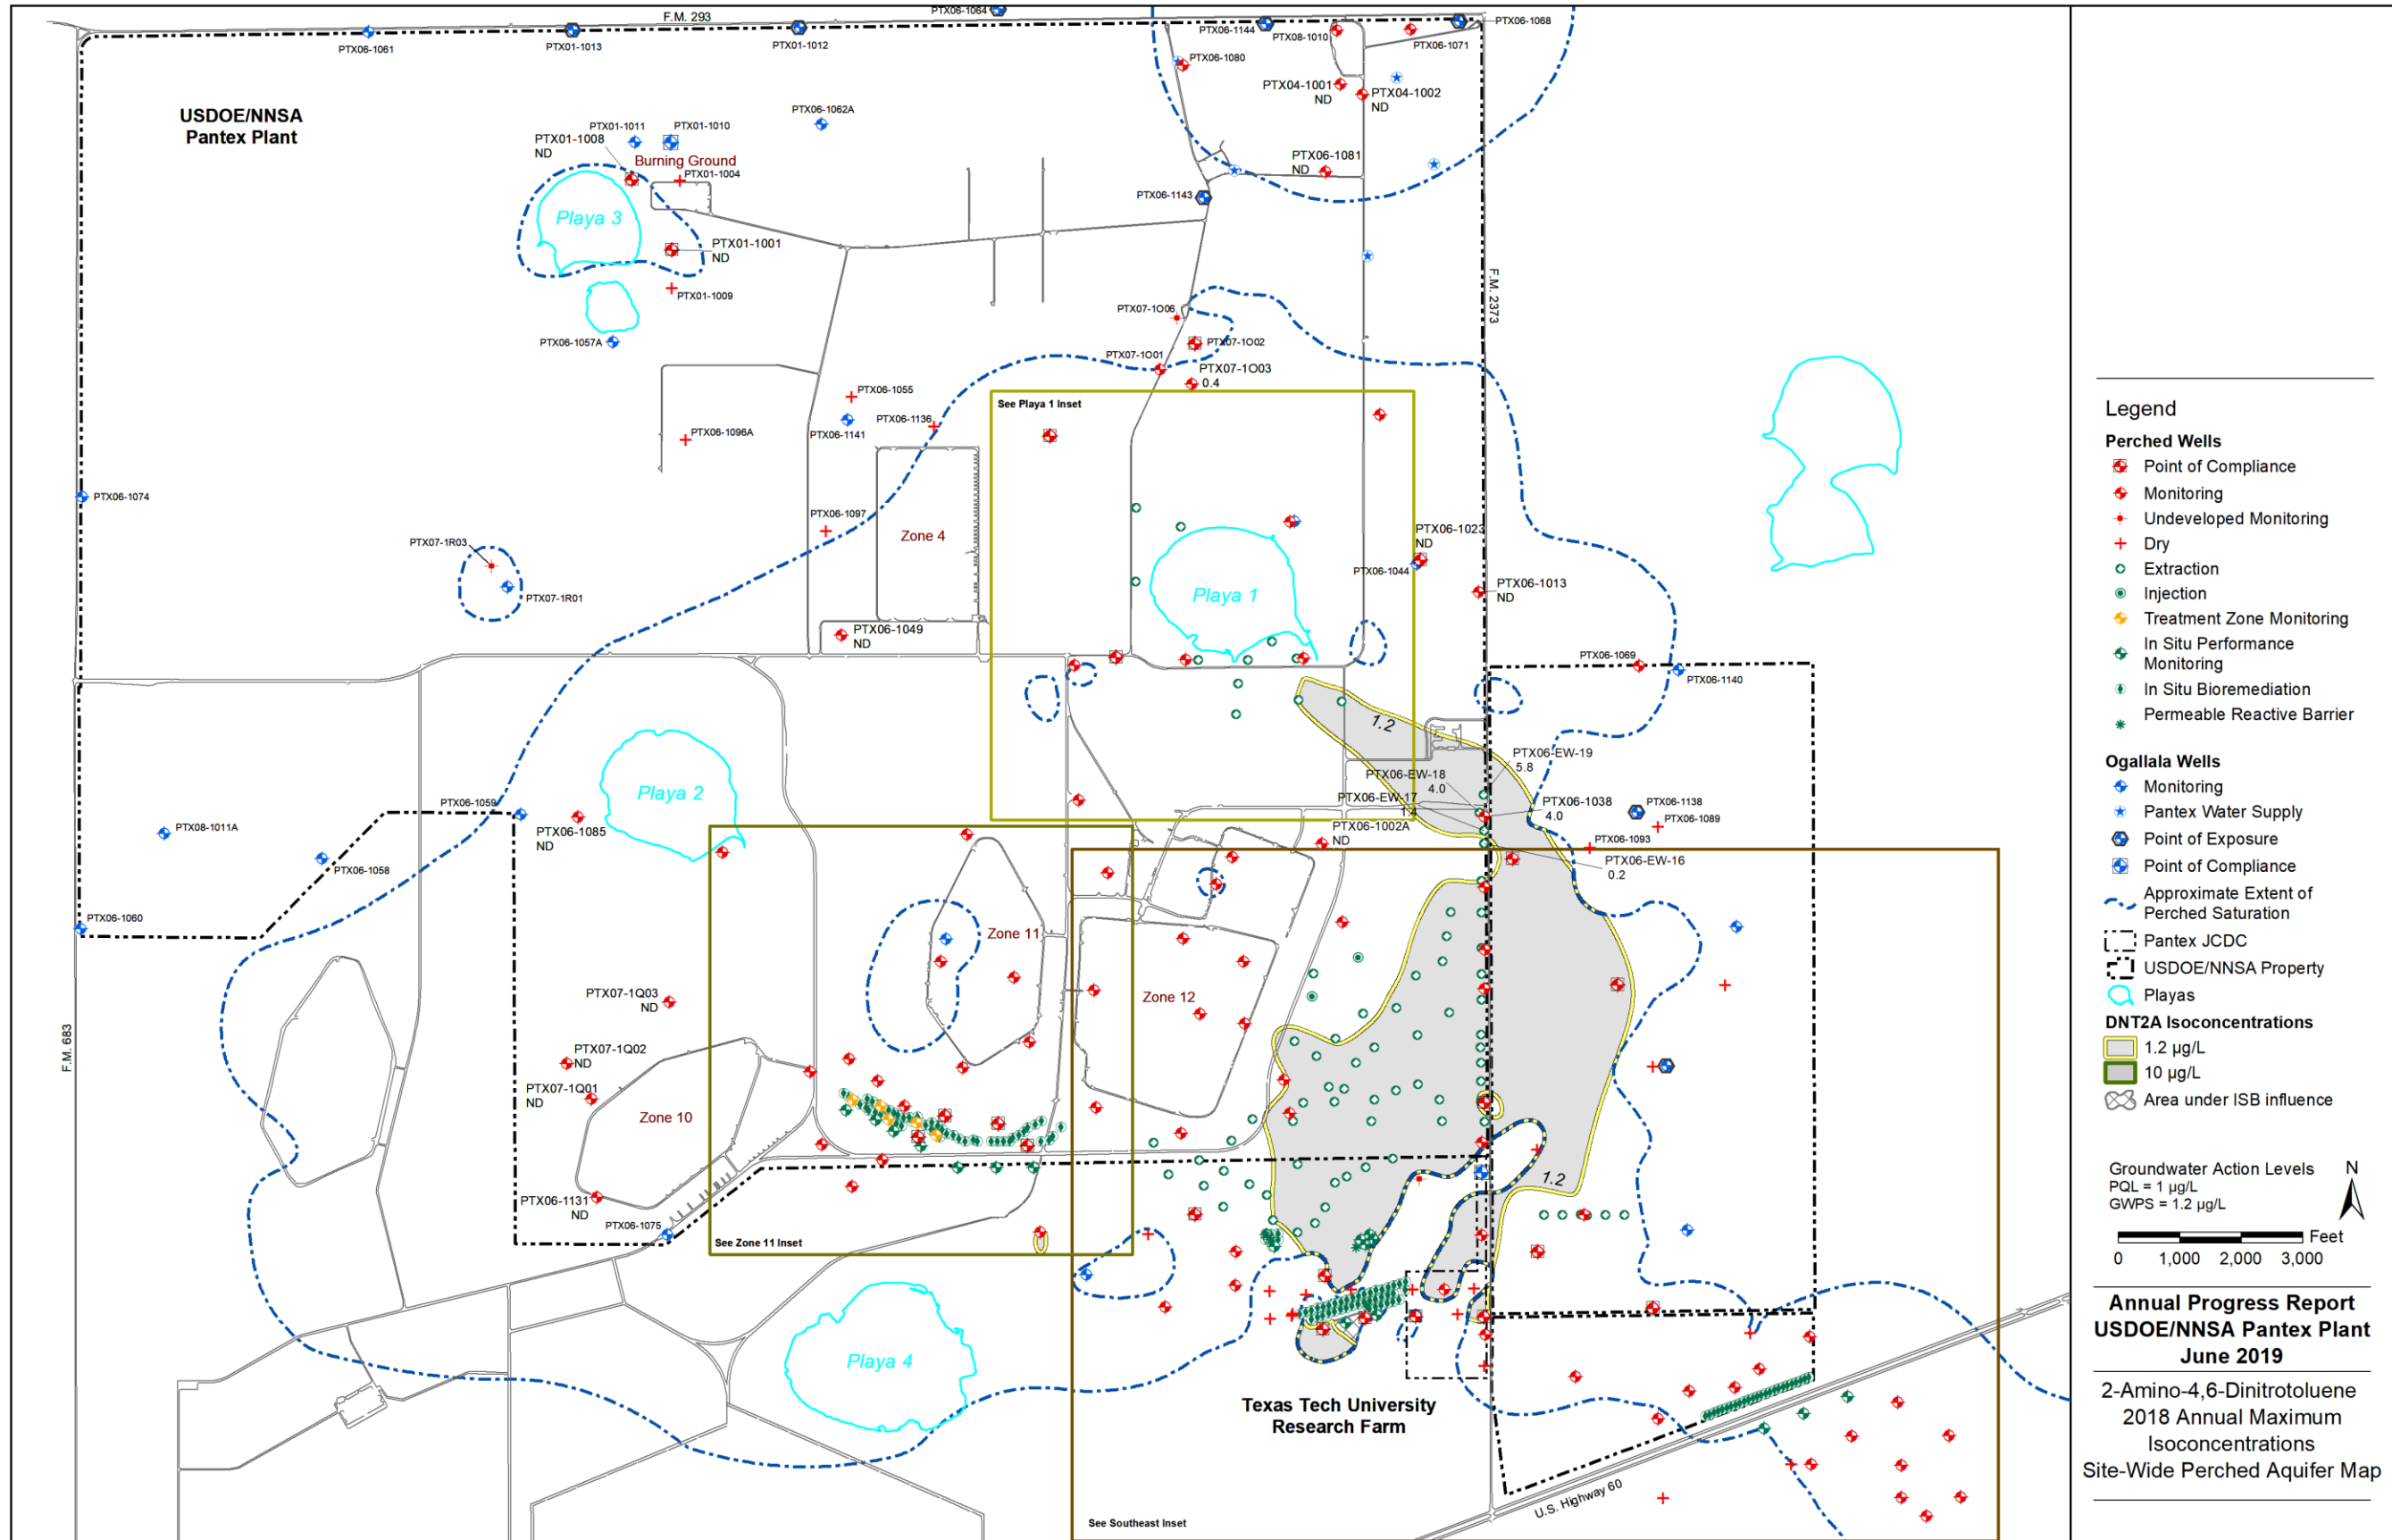 F.M. 293
PTX06-1064
PTX06-1061
PTX01-1013
PTX01-1012
PTX06-1144
PTX08-1010
PTX06-1068
PTX06-1071
PTX06-1080
PTX04-1001
ND
PTX04-1002
ND
USDOE/NNSA
Pantex Plant
PTX06-1062A
PTX01-1008
ND
PTX01-1011
PTX01-1010
Burning Ground
PTX01-1004
PTX06-1081
ND
PTX06-1143
Playa 3
PTX01-1001
ND
PTX01-1009
PTX06-1057A
F.M. 2373
PTX07-1O06
PTX07-1O02
PTX07-1O01
PTX07-1O03
0.4
PTX06-1055
PTX06-1136
PTX06-1141
PTX06-1096A
See Playa 1 Inset
PTX06-1074
PTX06-1097
Zone 4
PTX07-1R03
PTX07-1R01
PTX06-1023
ND
PTX06-1044
PTX06-1013
ND
Playa 1
PTX06-1049
ND
PTX06-1069
PTX06-1140
1.2
PTX06-EW-19
5.8
PTX06-EW-18
4.0
PTX06-EW-17
1.4
PTX06-1038
4.0
PTX06-1138
PTX06-1089
PTX06-1093
PTX06-1002A
ND
PTX06-EW-16
0.2
Playa 2
PTX06-1059
PTX06-1085
ND
PTX08-1011A
PTX06-1058
PTX06-1060
Zone 11
Zone 12
PTX07-1Q03
ND
PTX07-1Q02
ND
PTX07-1Q01
ND
F.M. 683
Zone 10
PTX06-1131
ND
PTX06-1075
See Zone 11 Inset
1.2
Playa 4
Texas Tech University
Research Farm
U.S. Highway 60
See Southeast Inset
Legend
Perched Wells
Point of Compliance
Monitoring
Undeveloped Monitoring
Dry
Extraction
Injection
Treatment Zone Monitoring
In Situ Performance
Monitoring
In Situ Bioremediation
Permeable Reactive Barrier
Ogallala Wells
Monitoring
Pantex Water Supply
Point of Exposure
Point of Compliance
Approximate Extent of
Perched Saturation
Pantex JCDC
USDOE/NNSA Property
Playas
DNT2A Isoconcentrations
1.2 µg/L
10 µg/L
Area under ISB influence
Groundwater Action Levels
PQL = 1 µg/L
GWPS = 1.2 µg/L
N
Feet
0 1,000 2,000 3,000
Annual Progress Report
USDOE/NNSA Pantex Plant
June 2019
2-Amino-4,6-Dinitrotoluene
2018 Annual Maximum
Isoconcentrations
Site-Wide Perched Aquifer Map